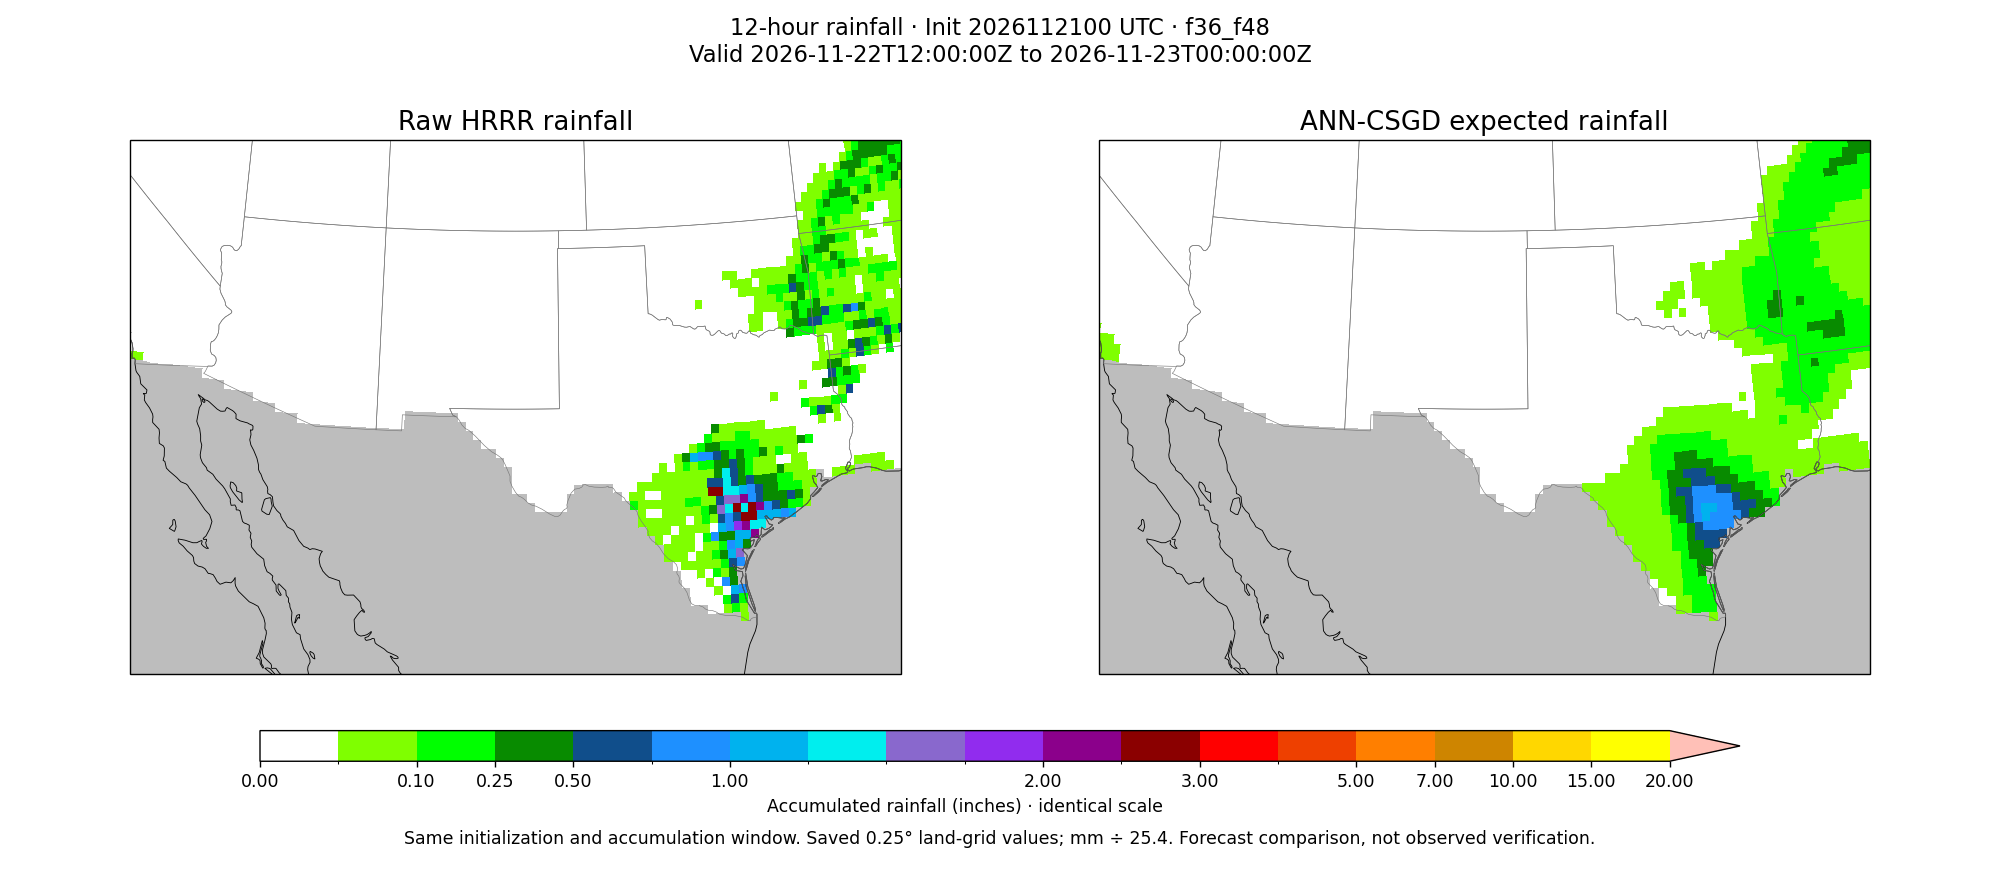 12-hour rainfall · Init 2026112100 UTC · f36_f48
Valid 2026-11-22T12:00:00Z to 2026-11-23T00:00:00Z
Raw HRRR rainfall
ANN-CSGD expected rainfall
0.00 0.10 0.25 0.50 1.00 2.00 3.00 5.00 7.00 10.00 15.00 20.00
Accumulated rainfall (inches) · identical scale
Same initialization and accumulation window. Saved 0.25° land-grid values; mm ÷ 25.4. Forecast comparison, not observed verification.